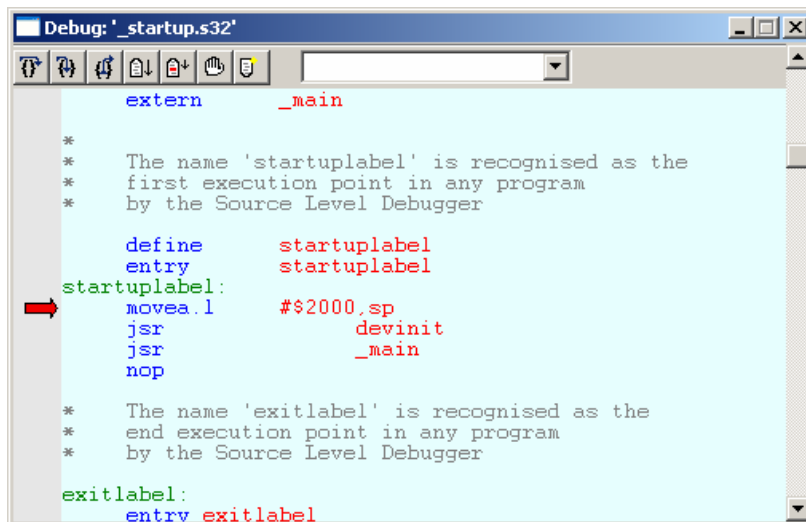 Debug: '_startup.s32'
extern _main
*
* The name 'startuplabel' is recognised as the
* first execution point in any program
* by the Source Level Debugger
define startuplabel
entry startuplabel
startuplabel:
movea.l #$2000,sp
jsr devinit
jsr _main
nop
* The name 'exitlabel' is recognised as the
* end execution point in any program
* by the Source Level Debugger
exitlabel:
entry exitlabel